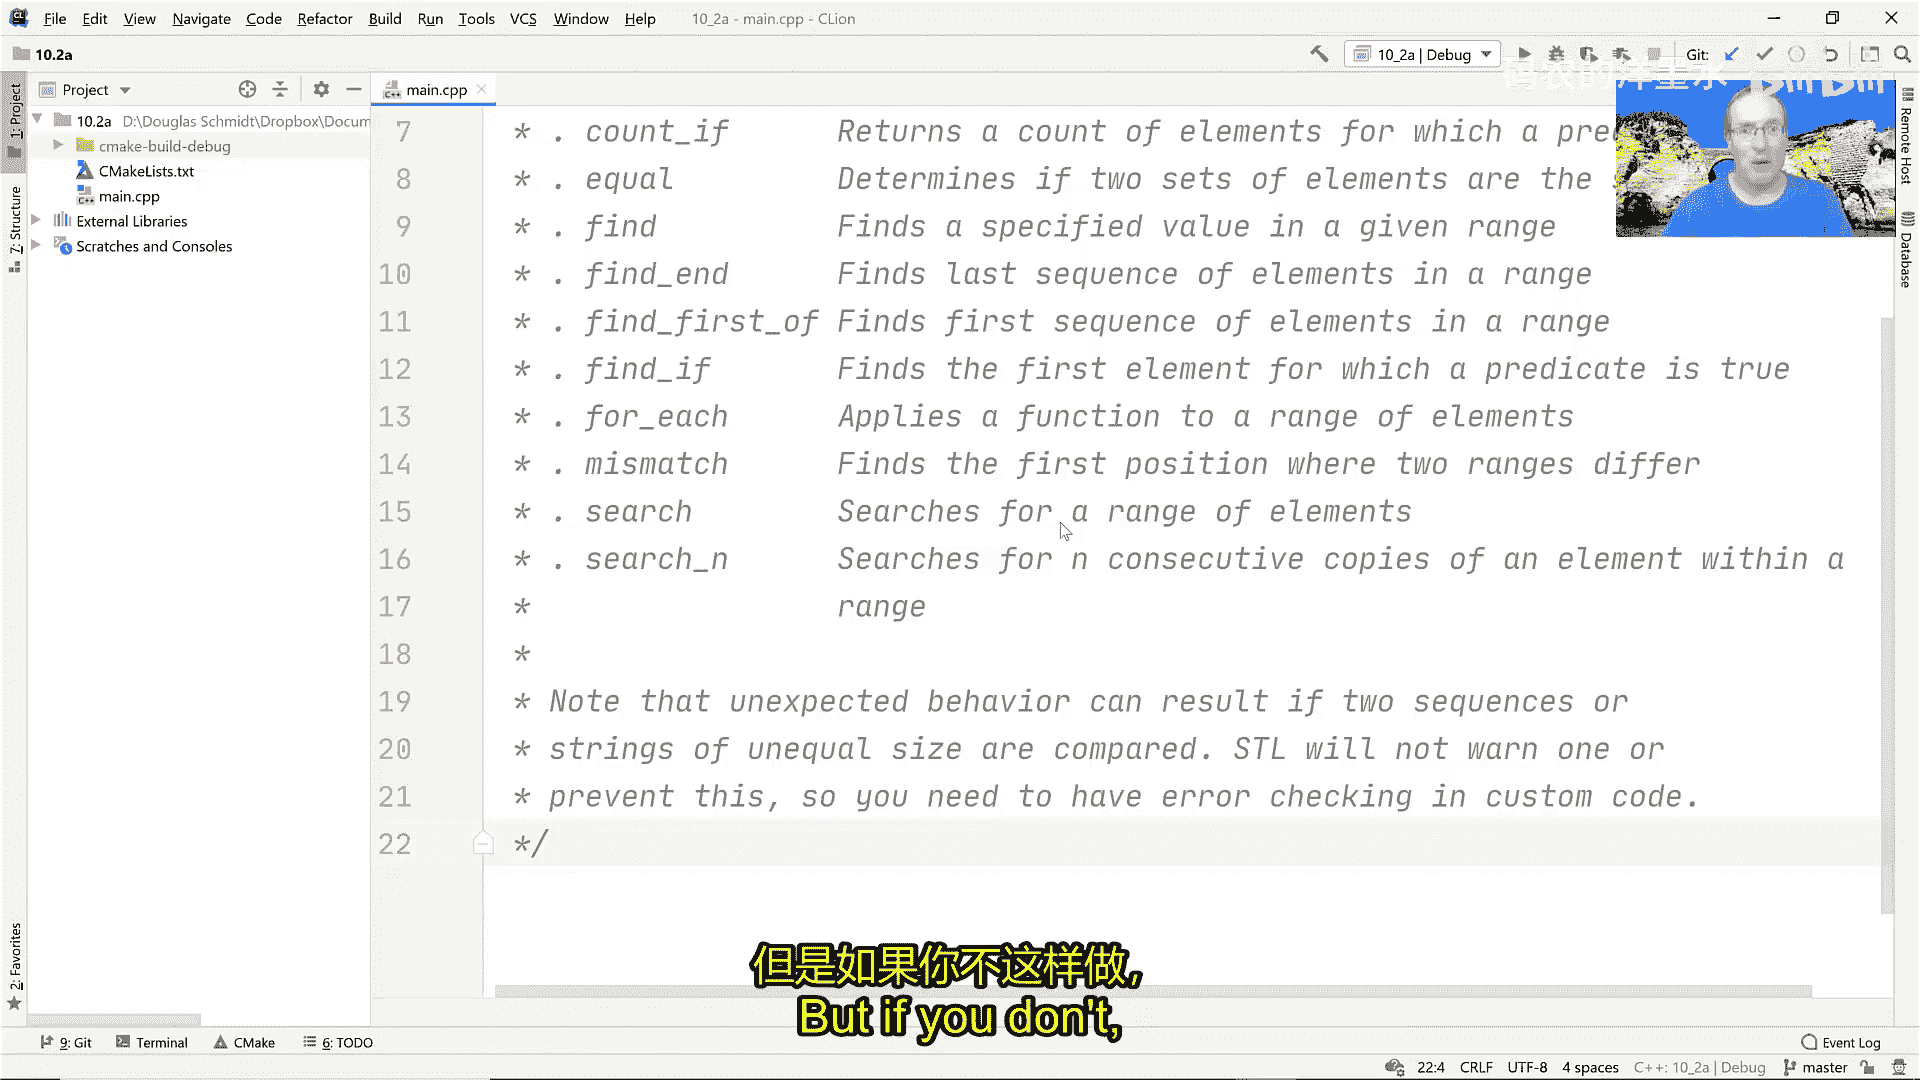 File Edit View Navigate Code Refactor Build Run Tools VCS Window Help 10_2a - main.cpp - CLion
10.2a
10_2a | Debug
Git:
1: Project
Project
main.cpp
10.2a D:\Douglas Schmidt\Dropbox\Docum
cmake-build-debug
CMakeLists.txt
main.cpp
External Libraries
Scratches and Consoles
7: Structure
2: Favorites
Remote Host
Database
7 * . count_if Returns a count of elements for which a pre
8 * . equal Determines if two sets of elements are the
9 * . find Finds a specified value in a given range
10 * . find_end Finds last sequence of elements in a range
11 * . find_first_of Finds first sequence of elements in a range
12 * . find_if Finds the first element for which a predicate is true
13 * . for_each Applies a function to a range of elements
14 * . mismatch Finds the first position where two ranges differ
15 * . search Searches for a range of elements
16 * . search_n Searches for n consecutive copies of an element within a
17 * range
18 *
19 * Note that unexpected behavior can result if two sequences or
20 * strings of unequal size are compared. STL will not warn one or
21 * prevent this, so you need to have error checking in custom code.
22 */
但是如果你不这样做,
But if you don't,
9: Git Terminal CMake 6: TODO Event Log
22:4 CRLF UTF-8 4 spaces C++: 10_2a | Debug master